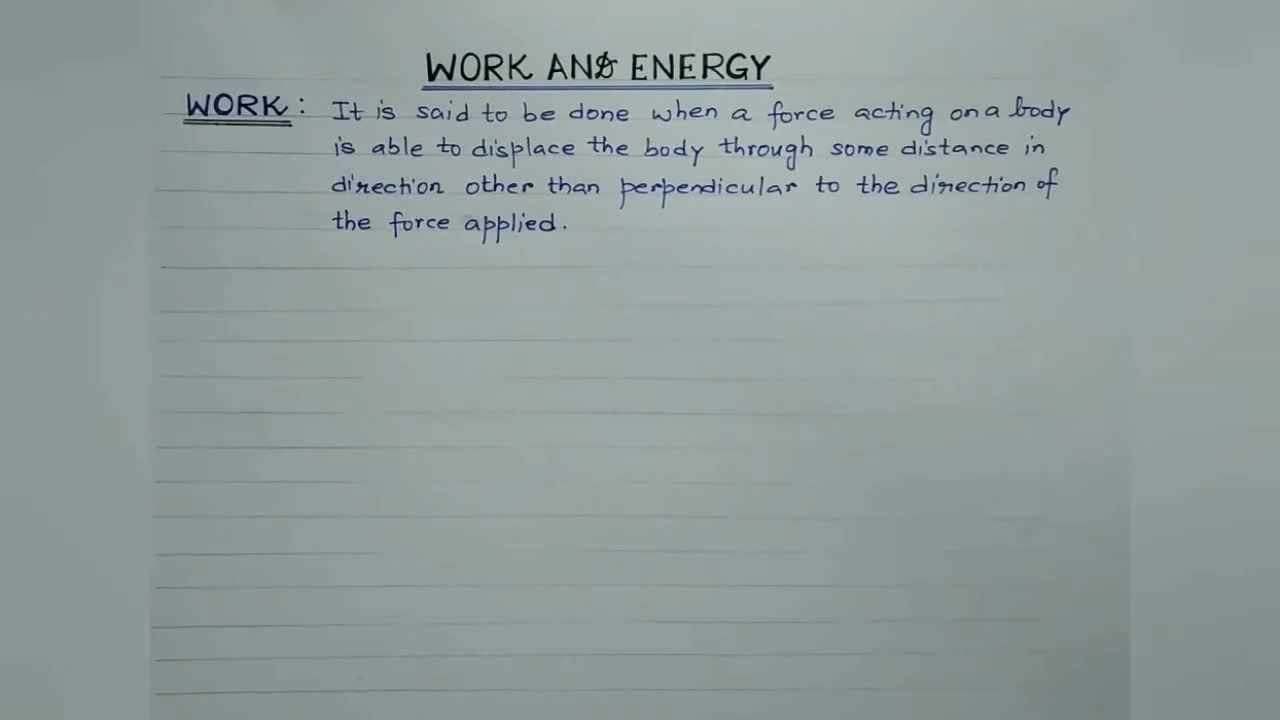 WORK AND ENERGY
WORK : It is said to be done when a force acting on a body
is able to displace the body through some distance in
direction other than perpendicular to the direction of
the force applied.